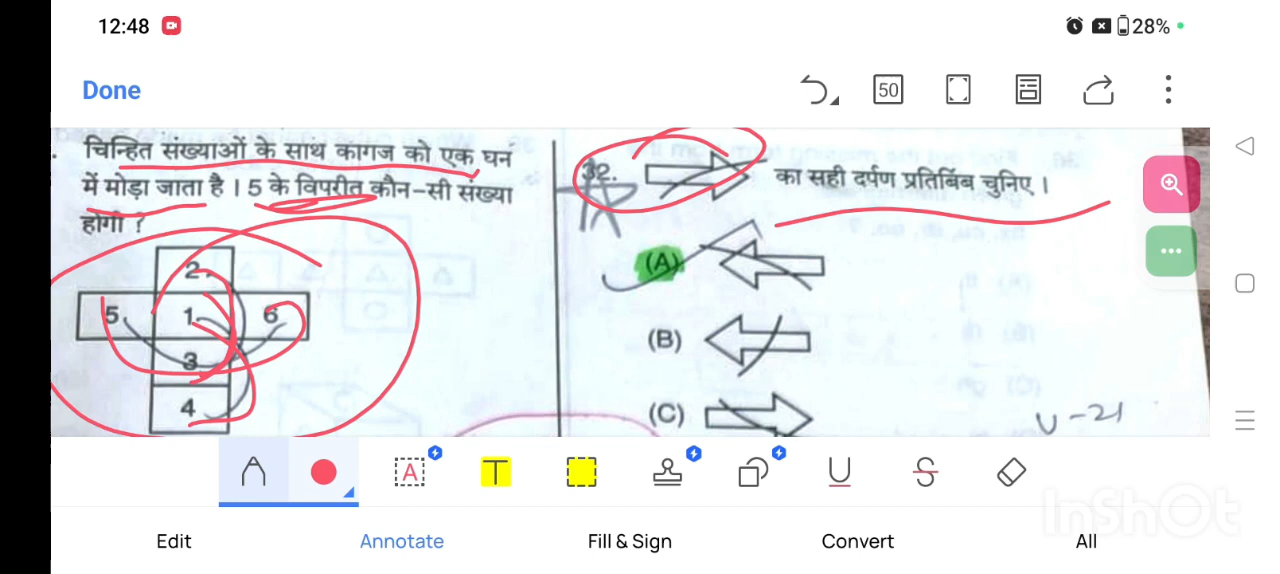 12:48
28%
Done
50
चिन्हित संख्याओं के साथ कागज को एक घन
में मोड़ा जाता है । 5 के विपरीत कौन-सी संख्या
होगी ?
2
5 1 6
3
4
32. का सही दर्पण प्रतिबिंब चुनिए ।
(A)
(B)
(C)
U-21
A
T
U
S
Edit
Annotate
Fill & Sign
Convert
All
InShOt